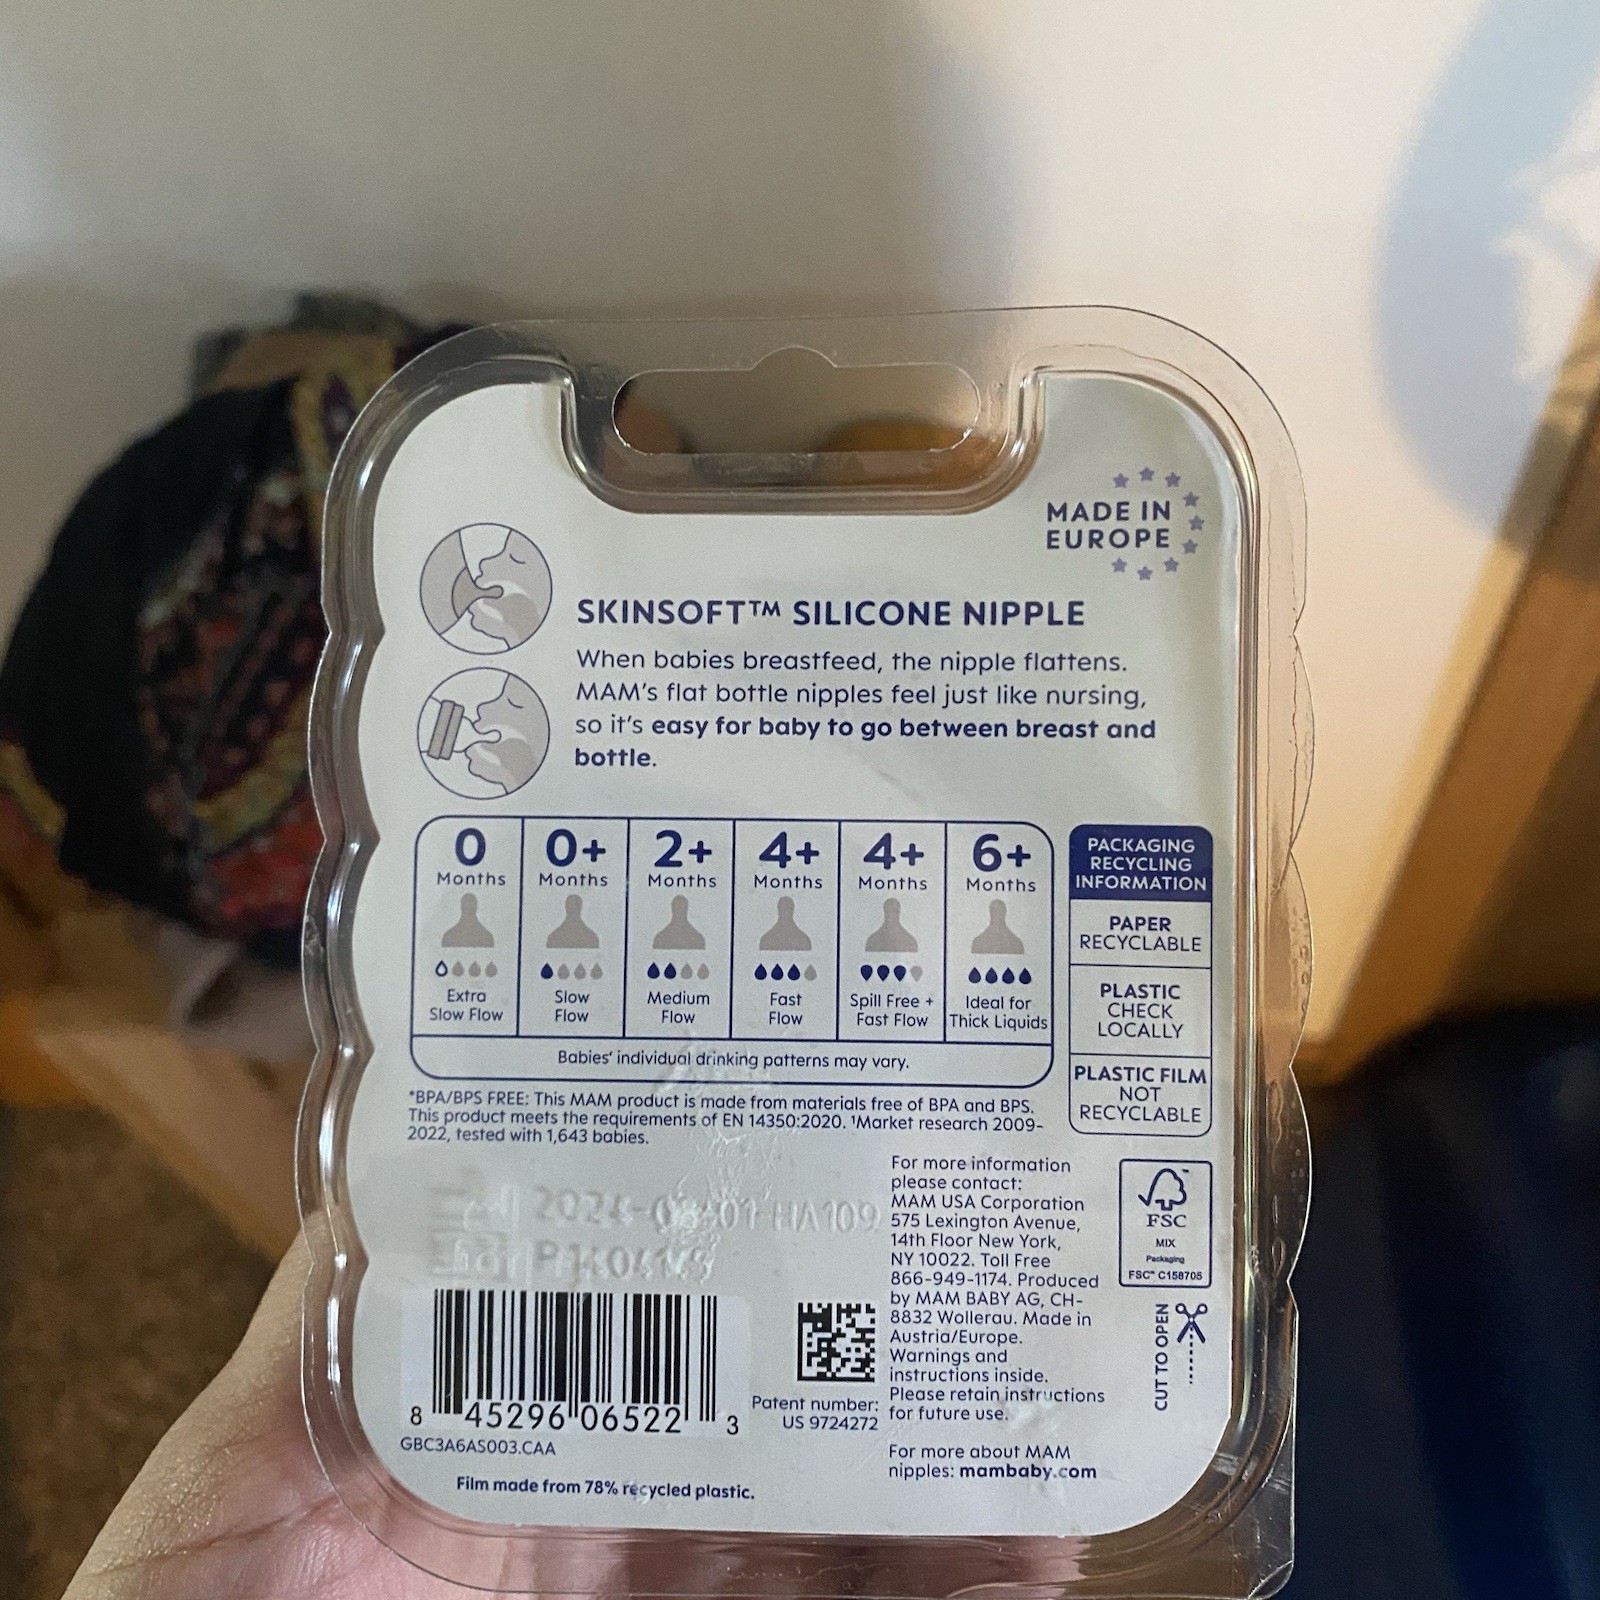 MADE IN
EUROPE
SKINSOFT™ SILICONE NIPPLE
When babies breastfeed, the nipple flattens.
MAM's flat bottle nipples feel just like nursing,
so it's easy for baby to go between breast and
bottle.
0
Months
Extra
Slow Flow
0+
Months
Slow
Flow
2+
Months
Medium
Flow
4+
Months
Fast
Flow
4+
Months
Spill Free +
Fast Flow
6+
Months
Ideal for
Thick Liquids
Babies' individual drinking patterns may vary.
PACKAGING
RECYCLING
INFORMATION
PAPER
RECYCLABLE
PLASTIC
CHECK
LOCALLY
PLASTIC FILM
NOT
RECYCLABLE
*BPA/BPS FREE: This MAM product is made from materials free of BPA and BPS.
This product meets the requirements of EN 14350:2020. ¹Market research 2009-
2022, tested with 1,643 babies.
For more information
please contact:
MAM USA Corporation
575 Lexington Avenue,
14th Floor New York,
NY 10022. Toll Free
866-949-1174. Produced
by MAM BABY AG, CH-
8832 Wollerau. Made in
Austria/Europe.
Warnings and
instructions inside.
Please retain instructions
for future use.
For more about MAM
nipples: mambaby.com
FSC
MIX
Packaging
FSC™ C158705
CUT TO OPEN
8 45296 06522 3
GBC3A6AS003.CAA
Patent number:
US 9724272
Film made from 78% recycled plastic.